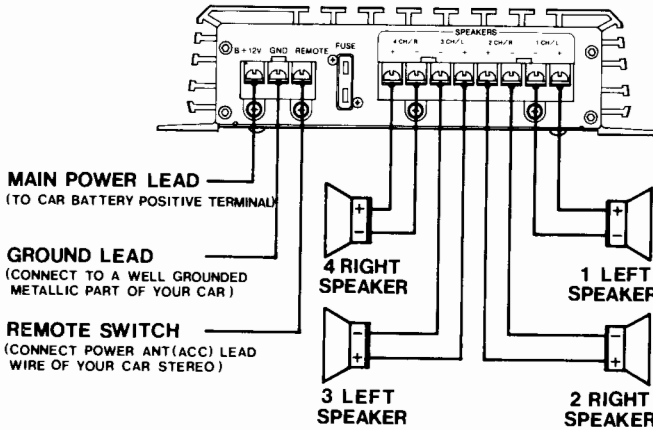 SPEAKERS
B + 12V GND REMOTE FUSE 4 CH/R 3 CH/L 2 CH/R 1 CH/L
+ − − + + − − +
MAIN POWER LEAD
(TO CAR BATTERY POSITIVE TERMINAL)
GROUND LEAD
(CONNECT TO A WELL GROUNDED
METALLIC PART OF YOUR CAR)
REMOTE SWITCH
(CONNECT POWER ANT(ACC) LEAD
WIRE OF YOUR CAR STEREO)
+
−
4 RIGHT
SPEAKER
+
−
1 LEFT
SPEAKER
−
+
3 LEFT
SPEAKER
−
+
2 RIGHT
SPEAKER